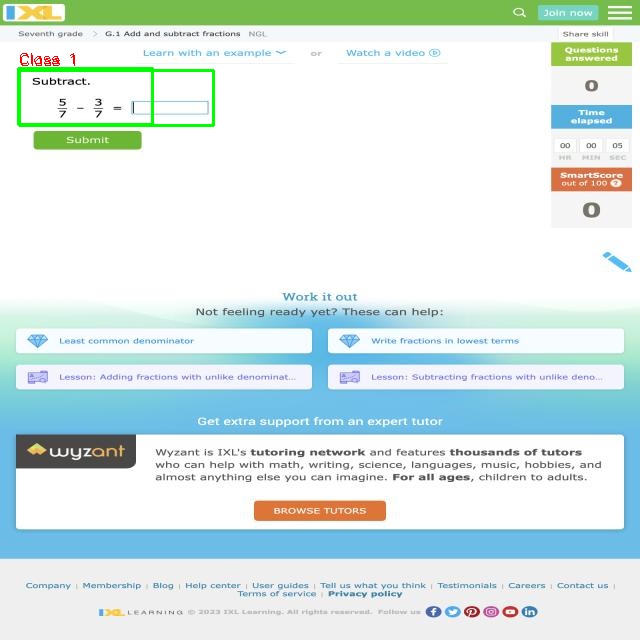 IXL
Join now
Seventh grade > G.1 Add and subtract fractions NGL
Share skill
Learn with an example or Watch a video
Class 1
Subtract.
5/7 − 3/7 =
Submit
Questions answered
0
Time elapsed
00 00 05
HR MIN SEC
SmartScore
out of 100 ?
0
Work it out
Not feeling ready yet? These can help:
Least common denominator
Write fractions in lowest terms
Lesson: Adding fractions with unlike denominat...
Lesson: Subtracting fractions with unlike deno...
Get extra support from an expert tutor
wyzant
Wyzant is IXL's tutoring network and features thousands of tutors
who can help with math, writing, science, languages, music, hobbies, and
almost anything else you can imagine. For all ages, children to adults.
BROWSE TUTORS
Company | Membership | Blog | Help center | User guides | Tell us what you think | Testimonials | Careers | Contact us |
Terms of service | Privacy policy
IXL LEARNING © 2023 IXL Learning. All rights reserved. Follow us